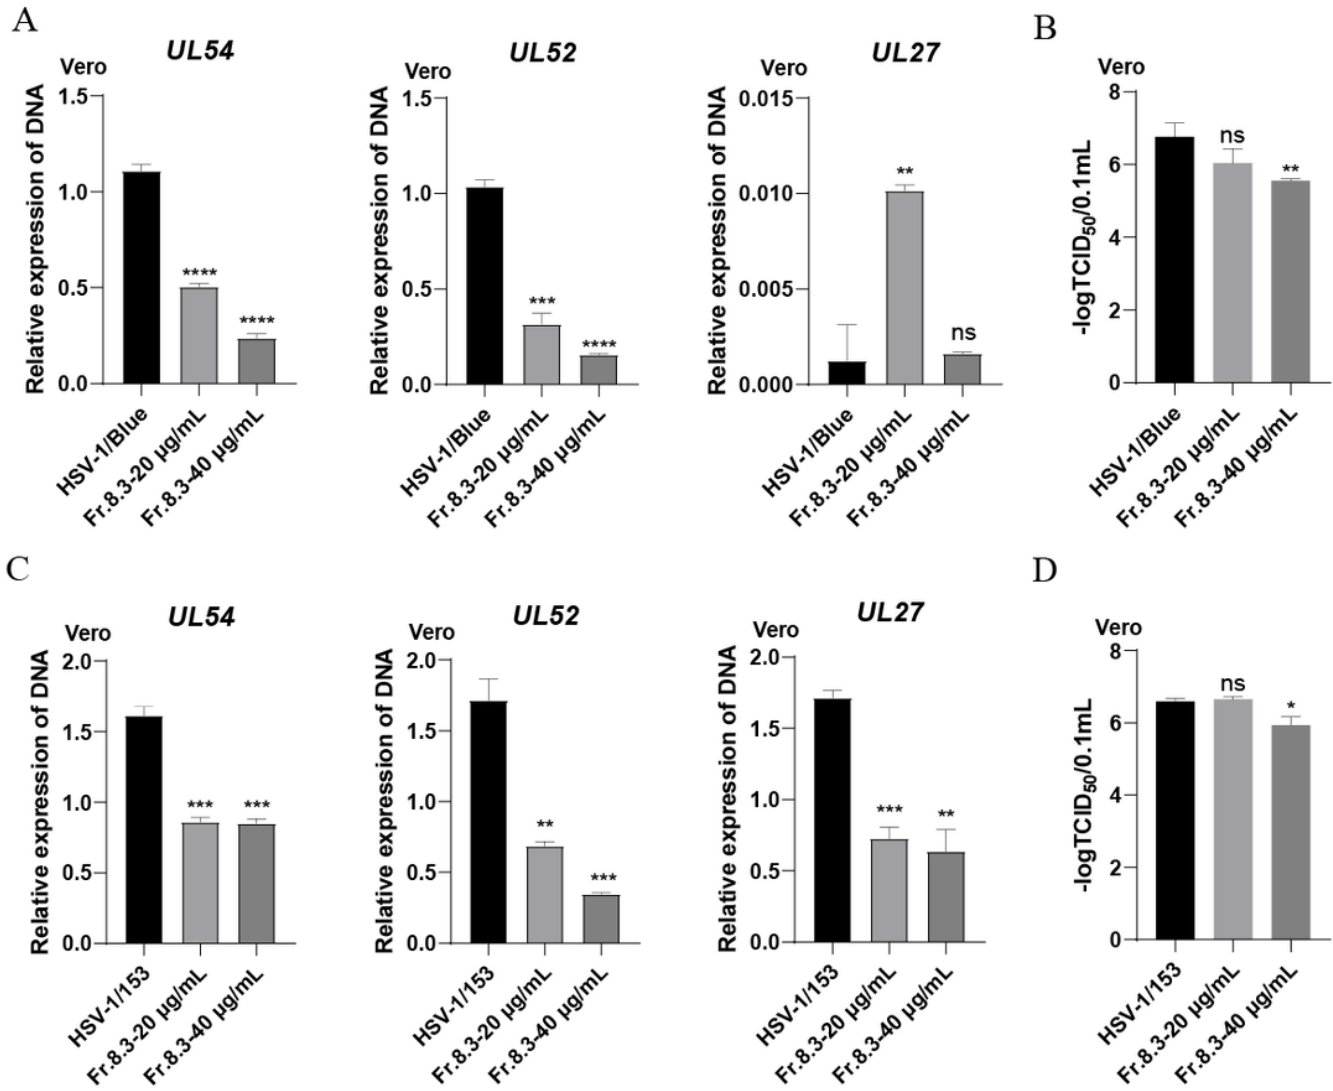 A
UL54
Vero
Relative expression of DNA
1.5
1.0
0.5
0.0
****
****
HSV-1/Blue
Fr.8.3-20 μg/mL
Fr.8.3-40 μg/mL
UL52
Vero
Relative expression of DNA
1.5
1.0
0.5
0.0
***
****
HSV-1/Blue
Fr.8.3-20 μg/mL
Fr.8.3-40 μg/mL
UL27
Vero
Relative expression of DNA
0.015
0.010
0.005
0.000
**
ns
HSV-1/Blue
Fr.8.3-20 μg/mL
Fr.8.3-40 μg/mL
B
Vero
-logTCID50/0.1mL
8
6
4
2
0
ns
**
HSV-1/Blue
Fr.8.3-20 μg/mL
Fr.8.3-40 μg/mL
C
UL54
Vero
Relative expression of DNA
2.0
1.5
1.0
0.5
0.0
***
***
HSV-1/153
Fr.8.3-20 μg/mL
Fr.8.3-40 μg/mL
UL52
Vero
Relative expression of DNA
2.0
1.5
1.0
0.5
0.0
**
***
HSV-1/153
Fr.8.3-20 μg/mL
Fr.8.3-40 μg/mL
UL27
Vero
Relative expression of DNA
2.0
1.5
1.0
0.5
0.0
***
**
HSV-1/153
Fr.8.3-20 μg/mL
Fr.8.3-40 μg/mL
D
Vero
-logTCID50/0.1mL
8
6
4
2
0
ns
*
HSV-1/153
Fr.8.3-20 μg/mL
Fr.8.3-40 μg/mL